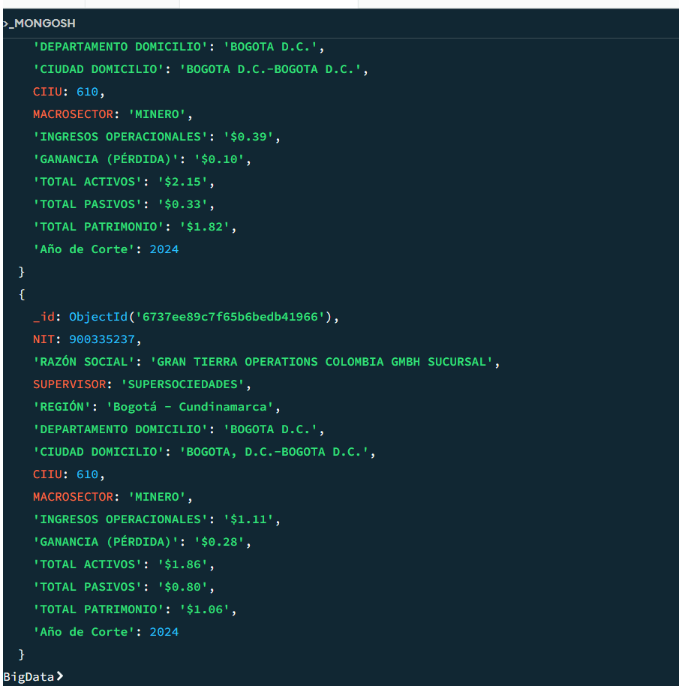 >_MONGOSH
'DEPARTAMENTO DOMICILIO': 'BOGOTA D.C.',
'CIUDAD DOMICILIO': 'BOGOTA D.C.-BOGOTA D.C.',
CIIU: 610,
MACROSECTOR: 'MINERO',
'INGRESOS OPERACIONALES': '$0.39',
'GANANCIA (PÉRDIDA)': '$0.10',
'TOTAL ACTIVOS': '$2.15',
'TOTAL PASIVOS': '$0.33',
'TOTAL PATRIMONIO': '$1.82',
'Año de Corte': 2024
}
{
_id: ObjectId('6737ee89c7f65b6bedb41966'),
NIT: 900335237,
'RAZÓN SOCIAL': 'GRAN TIERRA OPERATIONS COLOMBIA GMBH SUCURSAL',
SUPERVISOR: 'SUPERSOCIEDADES',
'REGIÓN': 'Bogotá - Cundinamarca',
'DEPARTAMENTO DOMICILIO': 'BOGOTA D.C.',
'CIUDAD DOMICILIO': 'BOGOTA, D.C.-BOGOTA D.C.',
CIIU: 610,
MACROSECTOR: 'MINERO',
'INGRESOS OPERACIONALES': '$1.11',
'GANANCIA (PÉRDIDA)': '$0.28',
'TOTAL ACTIVOS': '$1.86',
'TOTAL PASIVOS': '$0.80',
'TOTAL PATRIMONIO': '$1.06',
'Año de Corte': 2024
}
BigData>